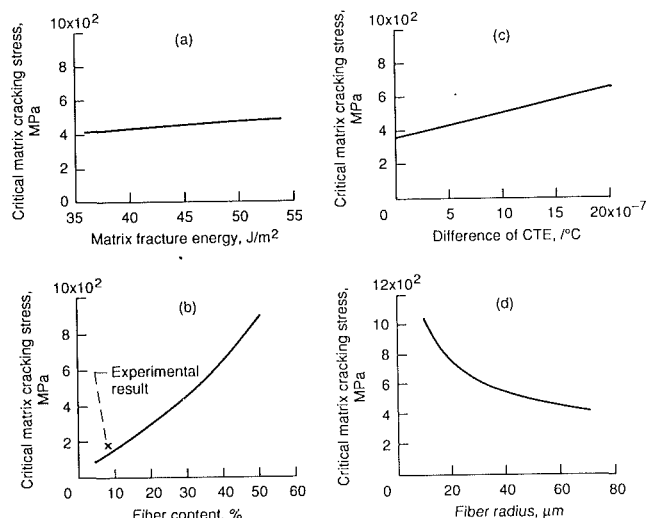 Critical matrix cracking stress,
MPa
10x10²
8
6
4
2
0
(a)
35
40
45
50
55
Matrix fracture energy, J/m²
Critical matrix cracking stress,
MPa
10x10²
8
6
4
2
0
(c)
5
10
15
20x10⁻⁷
Difference of CTE, /°C
Critical matrix cracking stress,
MPa
10x10²
8
6
4
2
0
(b)
Experimental
result
x
10
20
30
40
50
60
Fiber content, %
Critical matrix cracking stress,
MPa
12x10²
10
8
6
4
2
0
(d)
20
40
60
80
Fiber radius, μm